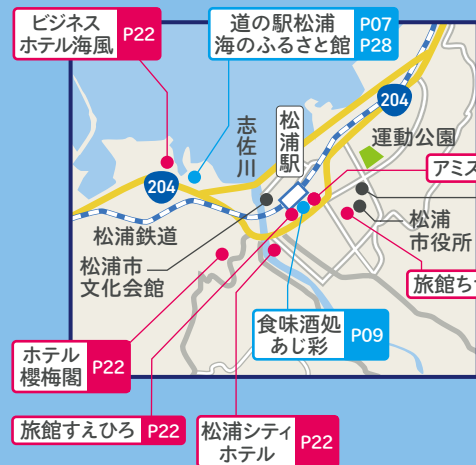 ビジネス
ホテル海風
P22
道の駅松浦
海のふるさと館
P07
P28
204
志佐川
松浦駅
運動公園
アミス
204
松浦鉄道
松浦市
文化会館
松浦
市役所
旅館ち
食味酒処
あじ彩
P09
ホテル
櫻梅閣
P22
旅館すえひろ
P22
松浦シティ
ホテル
P22